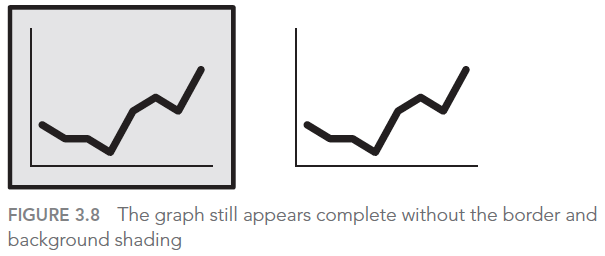 FIGURE 3.8 The graph still appears complete without the border and
background shading